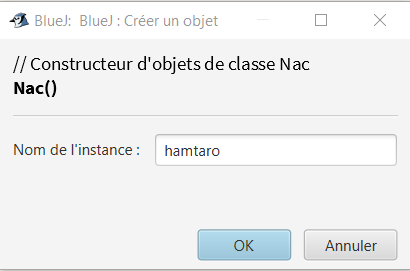 BlueJ:  BlueJ : Créer un objet
// Constructeur d'objets de classe Nac
Nac()
Nom de l'instance : hamtaro
OK Annuler